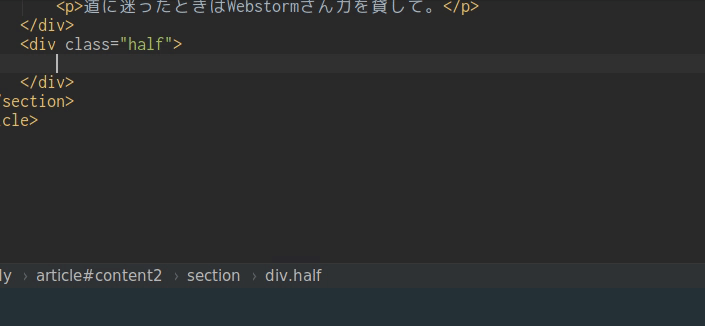 <p>道に迷ったときはWebstormさん力を貸して。</p>
</div>
<div class="half">
</div>
/section>
cle>
ly › article#content2 › section › div.half